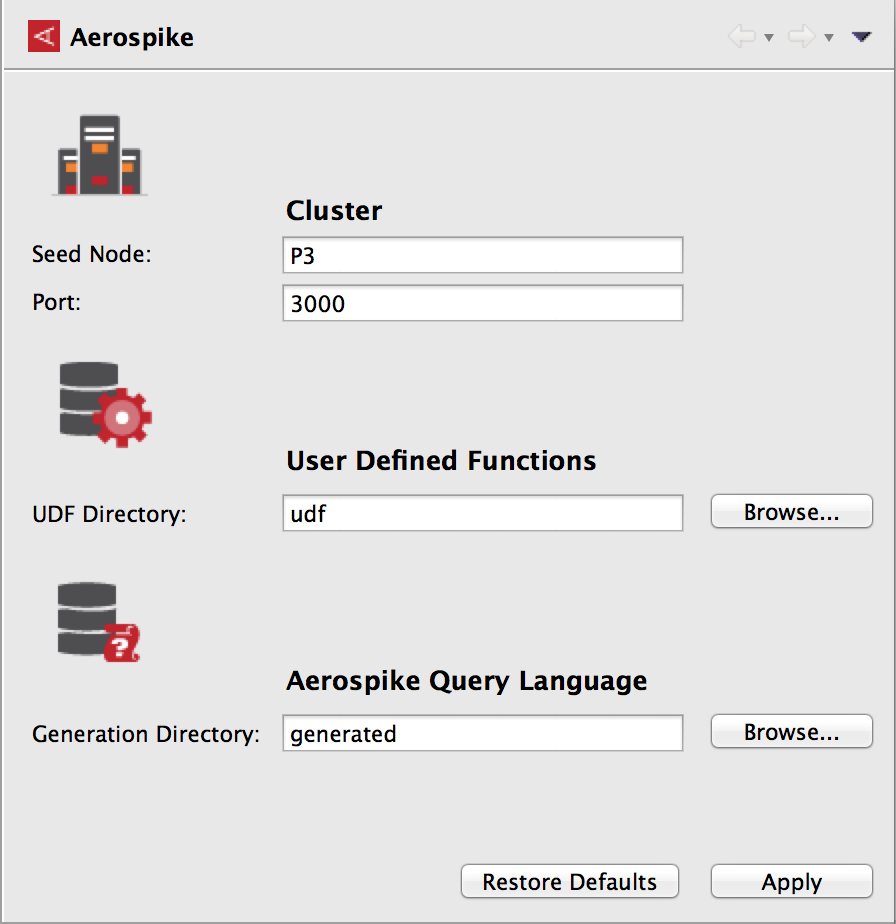 Aerospike
Cluster
Seed Node: P3
Port: 3000
User Defined Functions
UDF Directory: udf Browse...
?
Aerospike Query Language
Generation Directory: generated Browse...
Restore Defaults Apply